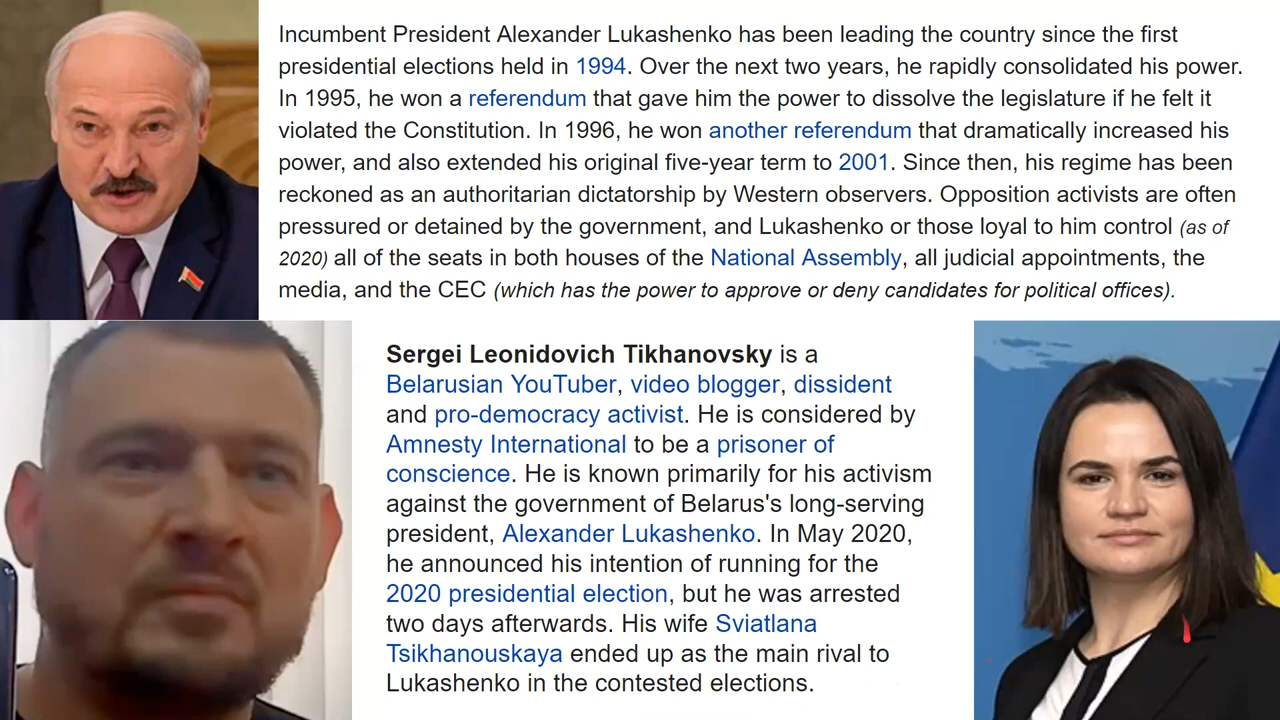 Incumbent President Alexander Lukashenko has been leading the country since the first
presidential elections held in 1994. Over the next two years, he rapidly consolidated his power.
In 1995, he won a referendum that gave him the power to dissolve the legislature if he felt it
violated the Constitution. In 1996, he won another referendum that dramatically increased his
power, and also extended his original five-year term to 2001. Since then, his regime has been
reckoned as an authoritarian dictatorship by Western observers. Opposition activists are often
pressured or detained by the government, and Lukashenko or those loyal to him control (as of
2020) all of the seats in both houses of the National Assembly, all judicial appointments, the
media, and the CEC (which has the power to approve or deny candidates for political offices).
Sergei Leonidovich Tikhanovsky is a
Belarusian YouTuber, video blogger, dissident
and pro-democracy activist. He is considered by
Amnesty International to be a prisoner of
conscience. He is known primarily for his activism
against the government of Belarus's long-serving
president, Alexander Lukashenko. In May 2020,
he announced his intention of running for the
2020 presidential election, but he was arrested
two days afterwards. His wife Sviatlana
Tsikhanouskaya ended up as the main rival to
Lukashenko in the contested elections.